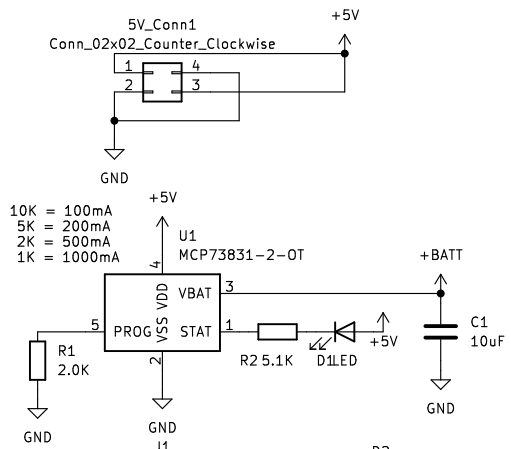 5V_Conn1
+5V
Conn_02x02_Counter_Clockwise
1
4
2
3
GND
+5V
10K = 100mA
5K = 200mA
2K = 500mA
1K = 1000mA
U1
MCP73831-2-OT
+BATT
4
VDD
VBAT
3
5
PROG
VSS
STAT
1
R1
2.0K
2
R2 5.1K
D1LED
+5V
C1
10uF
GND
GND
GND
J1